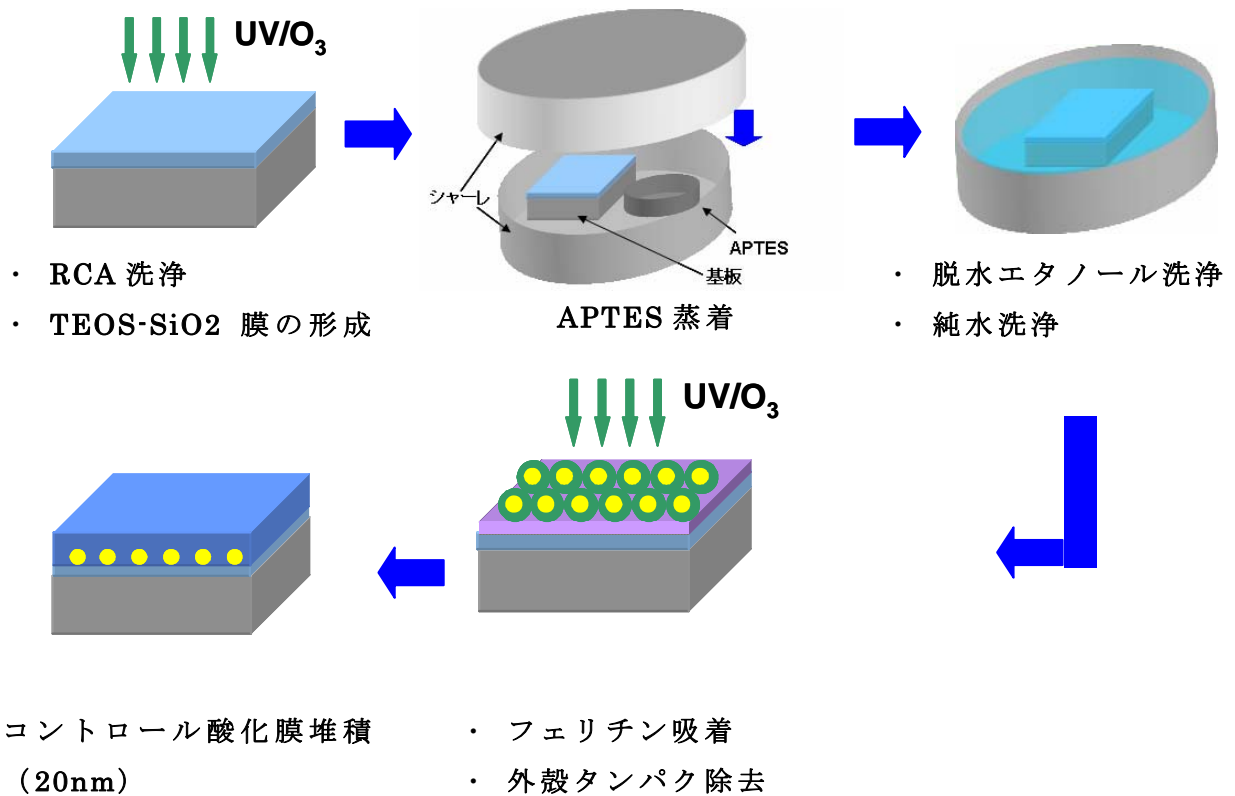 UV/O3
シャーレ
APTES
基板
・ RCA 洗浄
・ TEOS-SiO2 膜の形成
APTES 蒸着
・ 脱水エタノール洗浄
・ 純水洗浄
UV/O3
コントロール酸化膜堆積
（20nm）
・ フェリチン吸着
・ 外殻タンパク除去